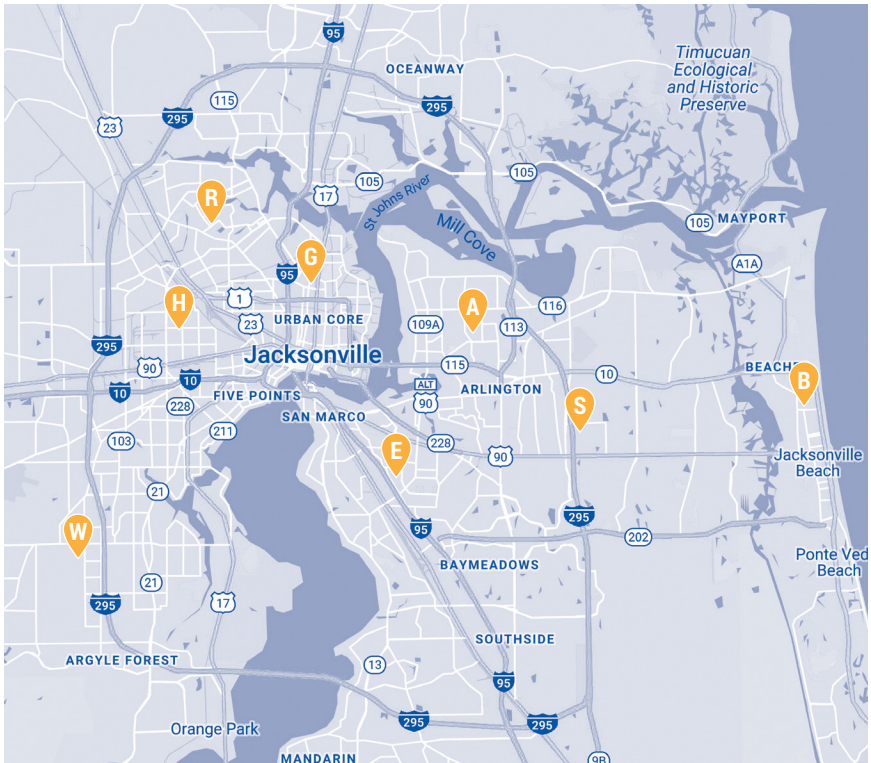 95
OCEANWAY
Timucuan
Ecological
and Historic
Preserve
115
295
295
23
105
105
17
St Johns River
Mill Cove
R
105
MAYPORT
G
95
A1A
H
1
A
116
URBAN CORE
23
109A
113
295
Jacksonville
90
115
10
BEACH
B
10
10
ALT
ARLINGTON
FIVE POINTS
90
228
SAN MARCO
S
211
103
228
E
90
Jacksonville
Beach
21
W
95
295
202
BAYMEADOWS
Ponte Ved
Beach
21
295
17
SOUTHSIDE
ARGYLE FOREST
13
95
Orange Park
295
295
MANDARIN
9B